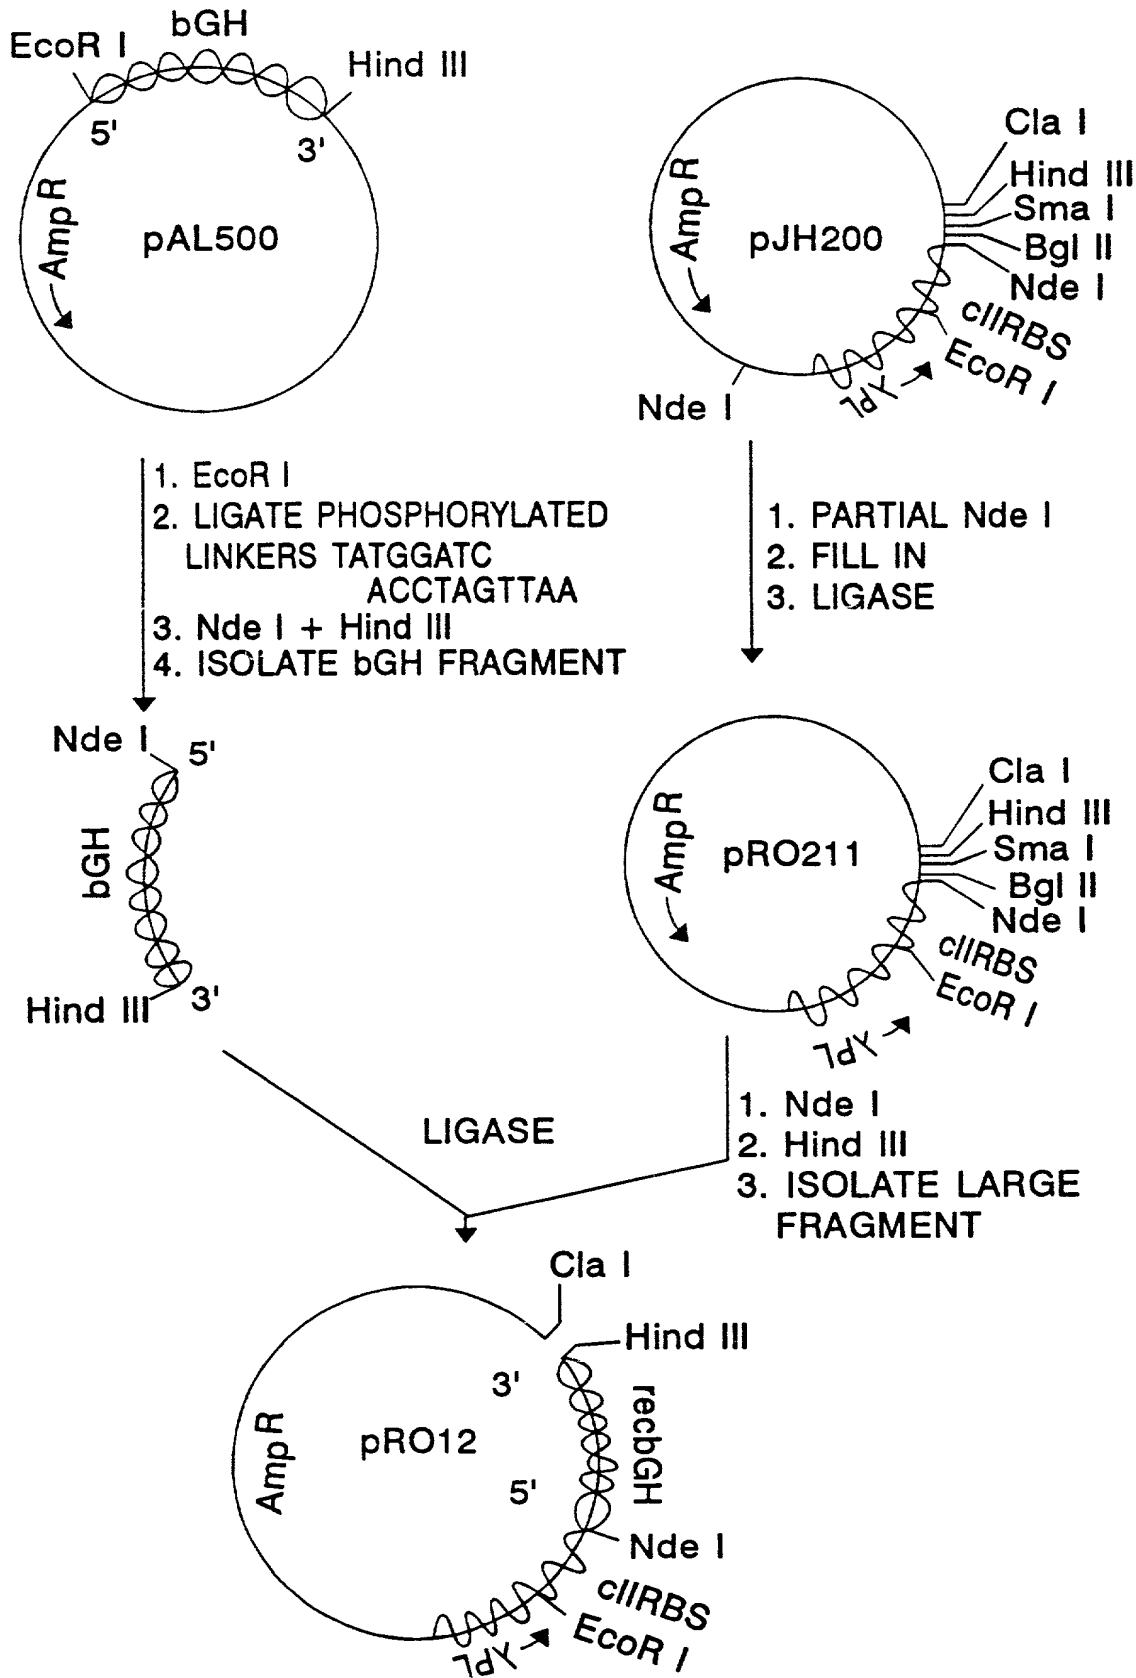 bGH
EcoR I
Hind III
5'
3'
AmpR
pAL500
Cla I
Hind III
Sma I
Bgl II
Nde I
cIIRBS
EcoR I
λPL
Nde I
AmpR
pJH200
1. EcoR I
2. LIGATE PHOSPHORYLATED
LINKERS TATGGATC
ACCTAGTTAA
3. Nde I + Hind III
4. ISOLATE bGH FRAGMENT
1. PARTIAL Nde I
2. FILL IN
3. LIGASE
Nde I
5'
bGH
Hind III
3'
Cla I
Hind III
Sma I
Bgl II
Nde I
cIIRBS
EcoR I
λPL
AmpR
pRO211
LIGASE
1. Nde I
2. Hind III
3. ISOLATE LARGE
FRAGMENT
Cla I
Hind III
3'
recbGH
AmpR
pRO12
5'
Nde I
cIIRBS
EcoR I
λPL